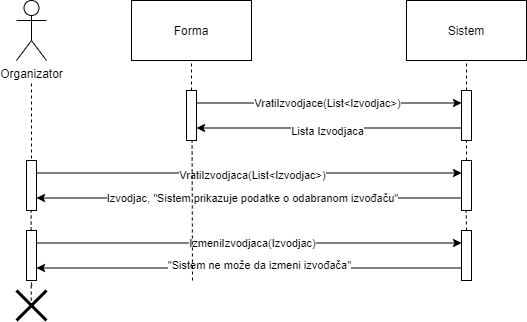 Forma
Sistem
Organizator
VratiIzvodjace(List<Izvodjac>)
Lista Izvodjaca
VratiIzvodjaca(List<Izvodjac>)
Izvodjac, "Sistem prikazuje podatke o odabranom izvođaču"
IzmeniIzvodjaca(Izvodjac)
"Sistem ne može da izmeni izvođača"